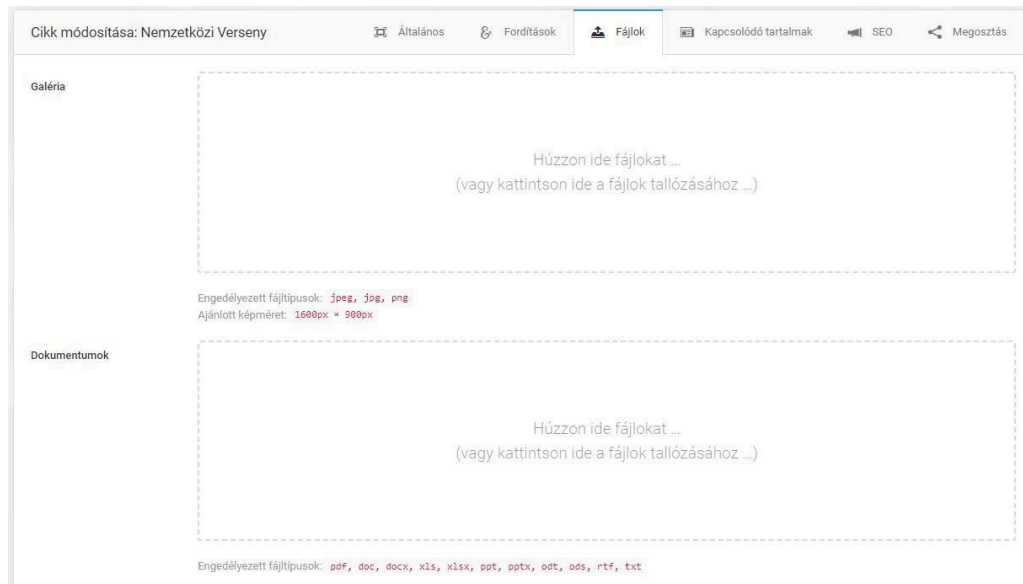 Cikk módosítása: Nemzetközi Verseny Általános Fordítások Fájlok Kapcsolódó tartalmak SEO Megosztás
Galéria
Húzzon ide fájlokat ...
(vagy kattintson ide a fájlok tallózásához ...)
Engedélyezett fájltípusok: jpeg, jpg, png
Ajánlott képméret: 1600px × 900px
Dokumentumok
Húzzon ide fájlokat ...
(vagy kattintson ide a fájlok tallózásához ...)
Engedélyezett fájltípusok: pdf, doc, docx, xls, xlsx, ppt, pptx, odt, ods, rtf, txt